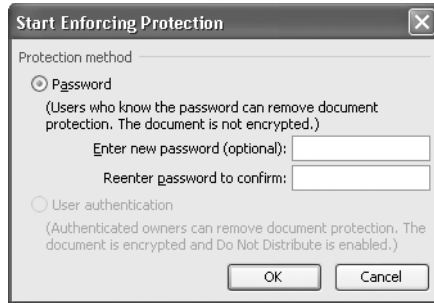 Start Enforcing Protection
Protection method
Password
(Users who know the password can remove document
protection. The document is not encrypted.)
Enter new password (optional):
Reenter password to confirm:
User authentication
(Authenticated owners can remove document protection. The
document is encrypted and Do Not Distribute is enabled.)
OK Cancel